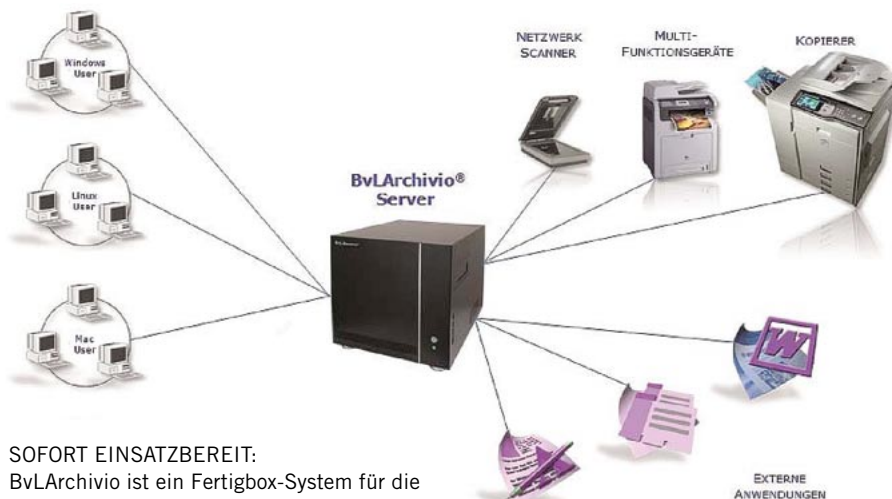 NETZWERK
SCANNER
MULTI-
FUNKTIONSGERÄTE
KOPIERER
Windows
User
BvLArchivio®
Server
Linux
User
Mac
User
W
SOFORT EINSATZBEREIT:
BvLArchivio ist ein Fertigbox-System für die
EXTERNE
ANWENDUNGEN